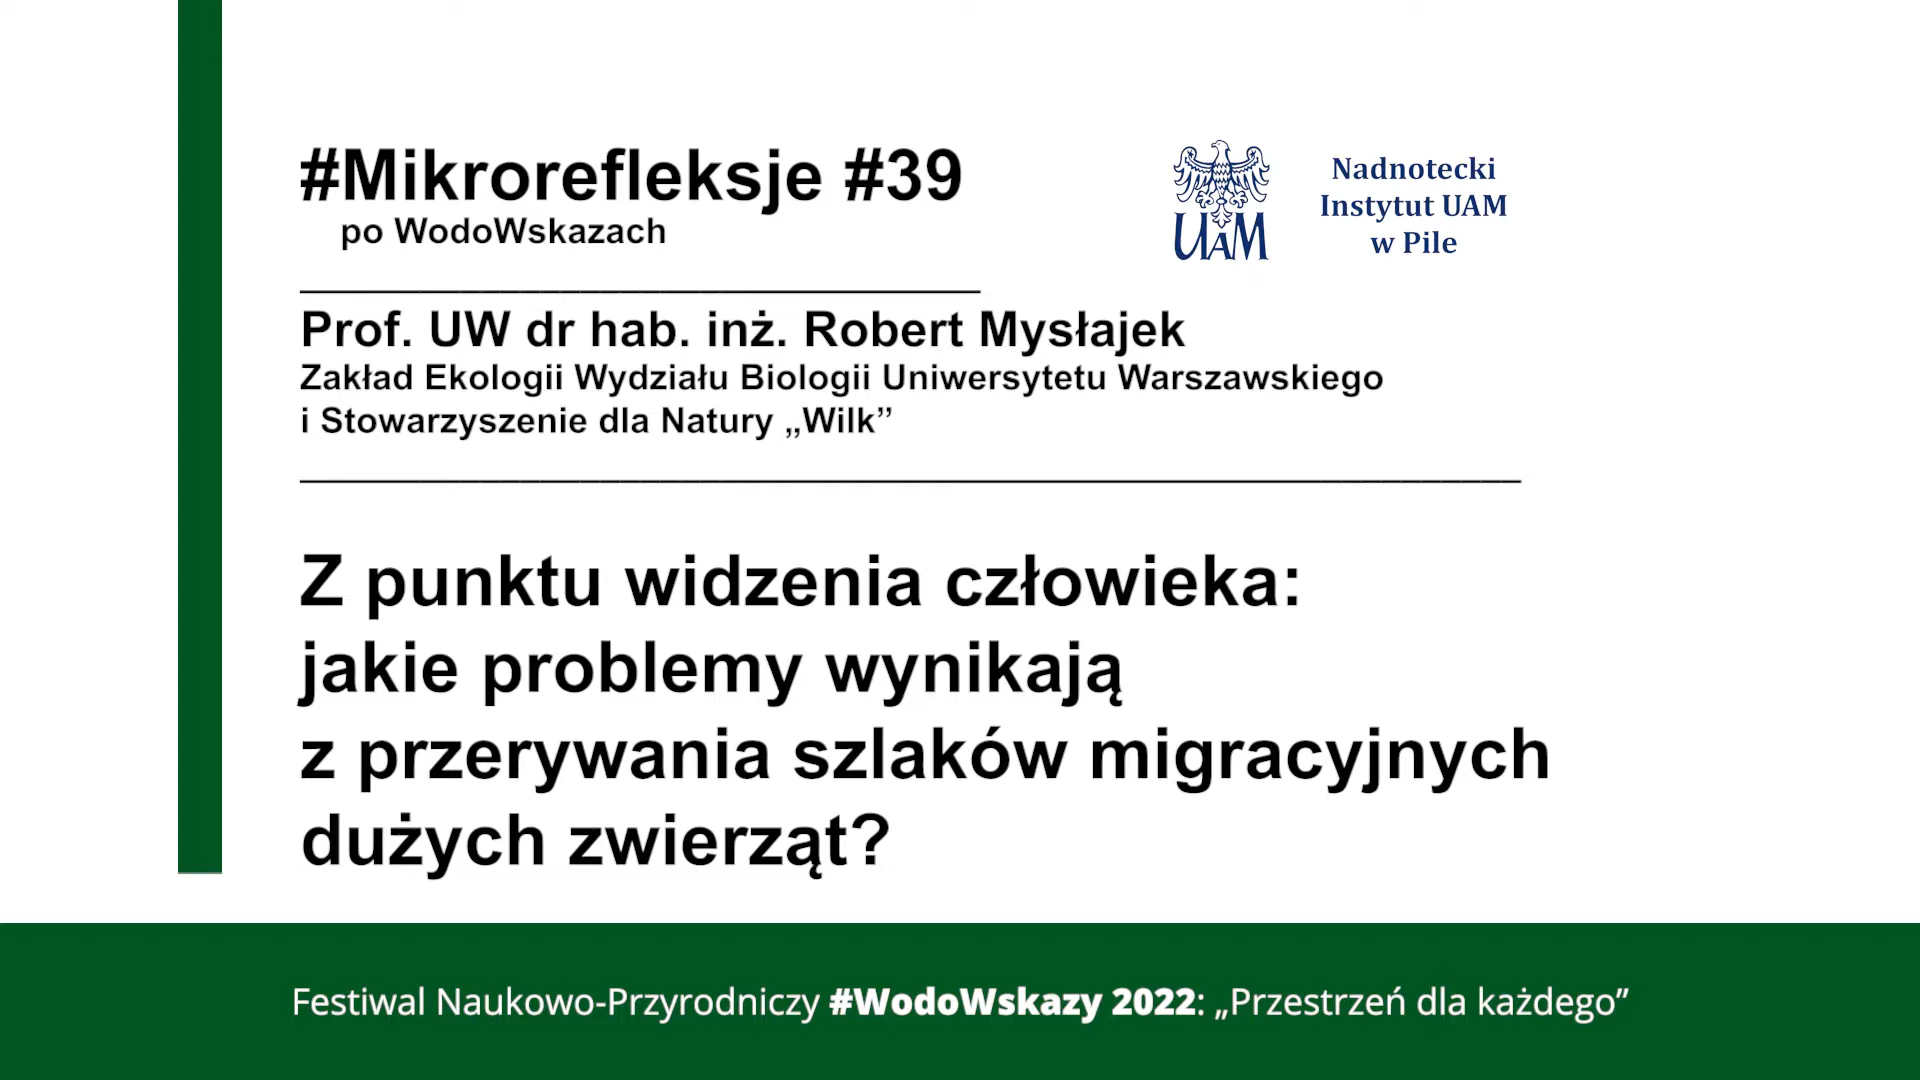 #Mikrorefleksje #39
po WodoWskazach
UAM
Nadnotecki
Instytut UAM
w Pile
Prof. UW dr hab. inż. Robert Mysłajek
Zakład Ekologii Wydziału Biologii Uniwersytetu Warszawskiego
i Stowarzyszenie dla Natury „Wilk”
Z punktu widzenia człowieka:
jakie problemy wynikają
z przerywania szlaków migracyjnych
dużych zwierząt?
Festiwal Naukowo-Przyrodniczy #WodoWskazy 2022: „Przestrzeń dla każdego”